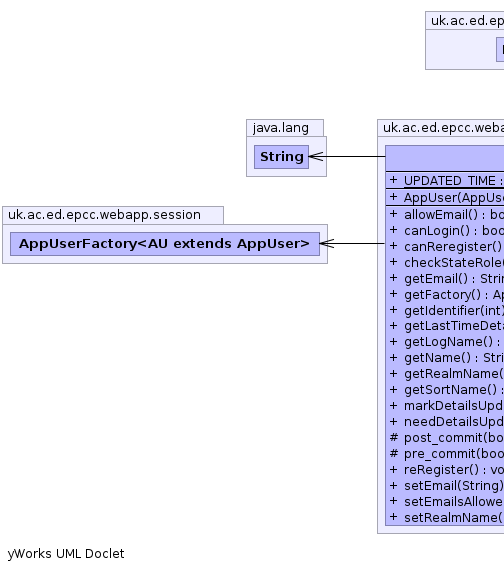 uk.ac.ed.ep
java.lang
String
uk.ac.ed.epcc.weba
+ UPDATED_TIME :
+ AppUser(AppUse
+ allowEmail() : bo
+ canLogin() : boo
+ canReregister()
+ checkStateRole(
+ getEmail() : Strin
+ getFactory() : Ap
+ getIdentifier(int)
+ getLastTimeDeta
+ getLogName() :
+ getName() : Stri
+ getRealmName(
+ getSortName() :
+ markDetailsUpd
+ needDetailsUpd
# post_commit(bo
# pre_commit(boo
+ reRegister() : vo
+ setEmail(String)
+ setEmailsAllowe
+ setRealmName(
uk.ac.ed.epcc.webapp.session
AppUserFactory<AU extends AppUser>
yWorks UML Doclet